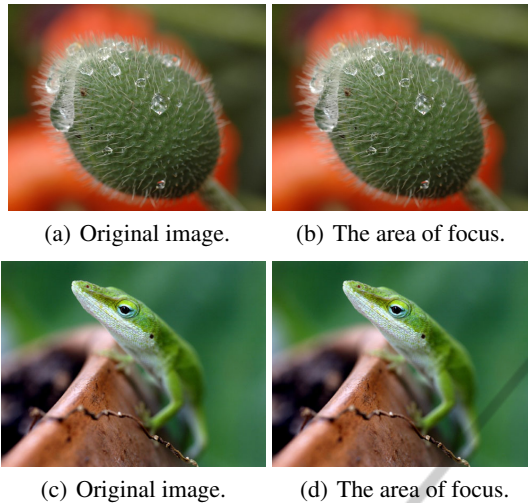 (a) Original image.
(b) The area of focus.
(c) Original image.
(d) The area of focus.